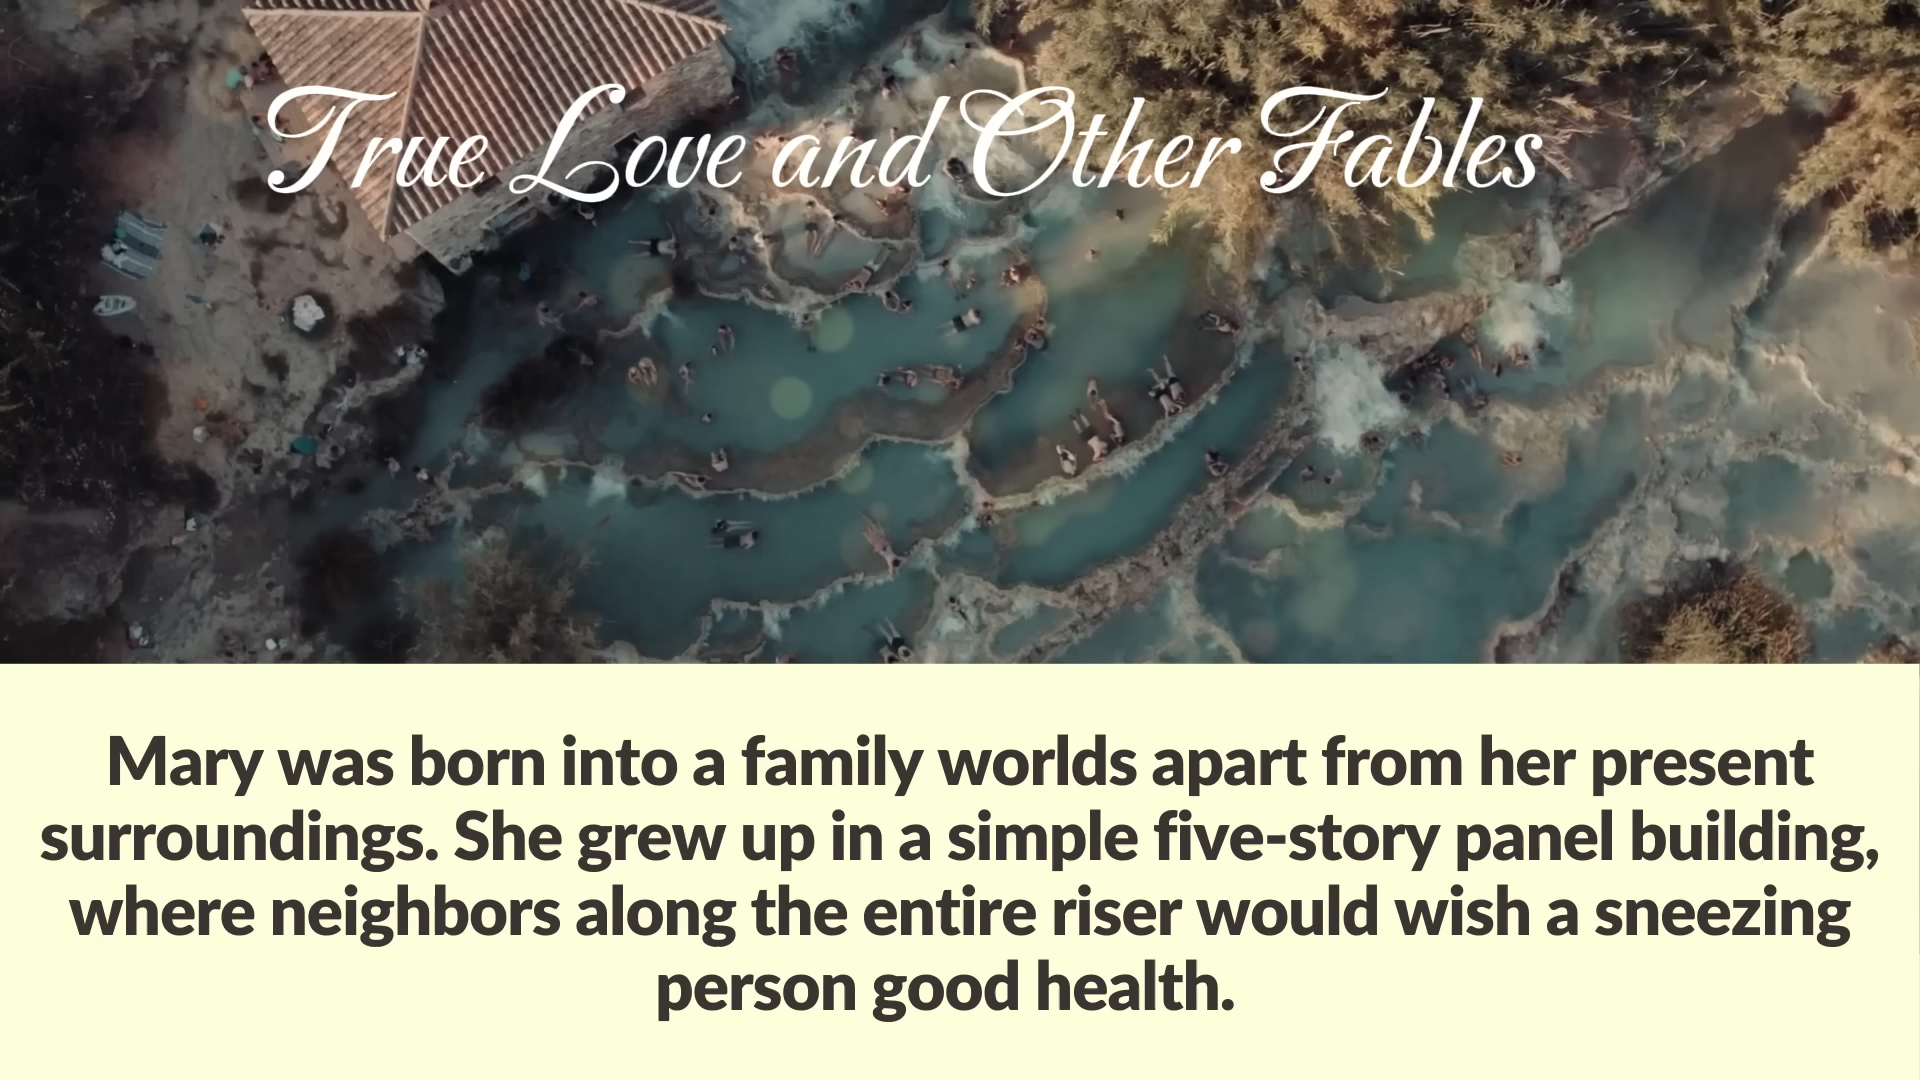 True Love and Other Fables
Mary was born into a family worlds apart from her present
surroundings. She grew up in a simple five-story panel building,
where neighbors along the entire riser would wish a sneezing
person good health.